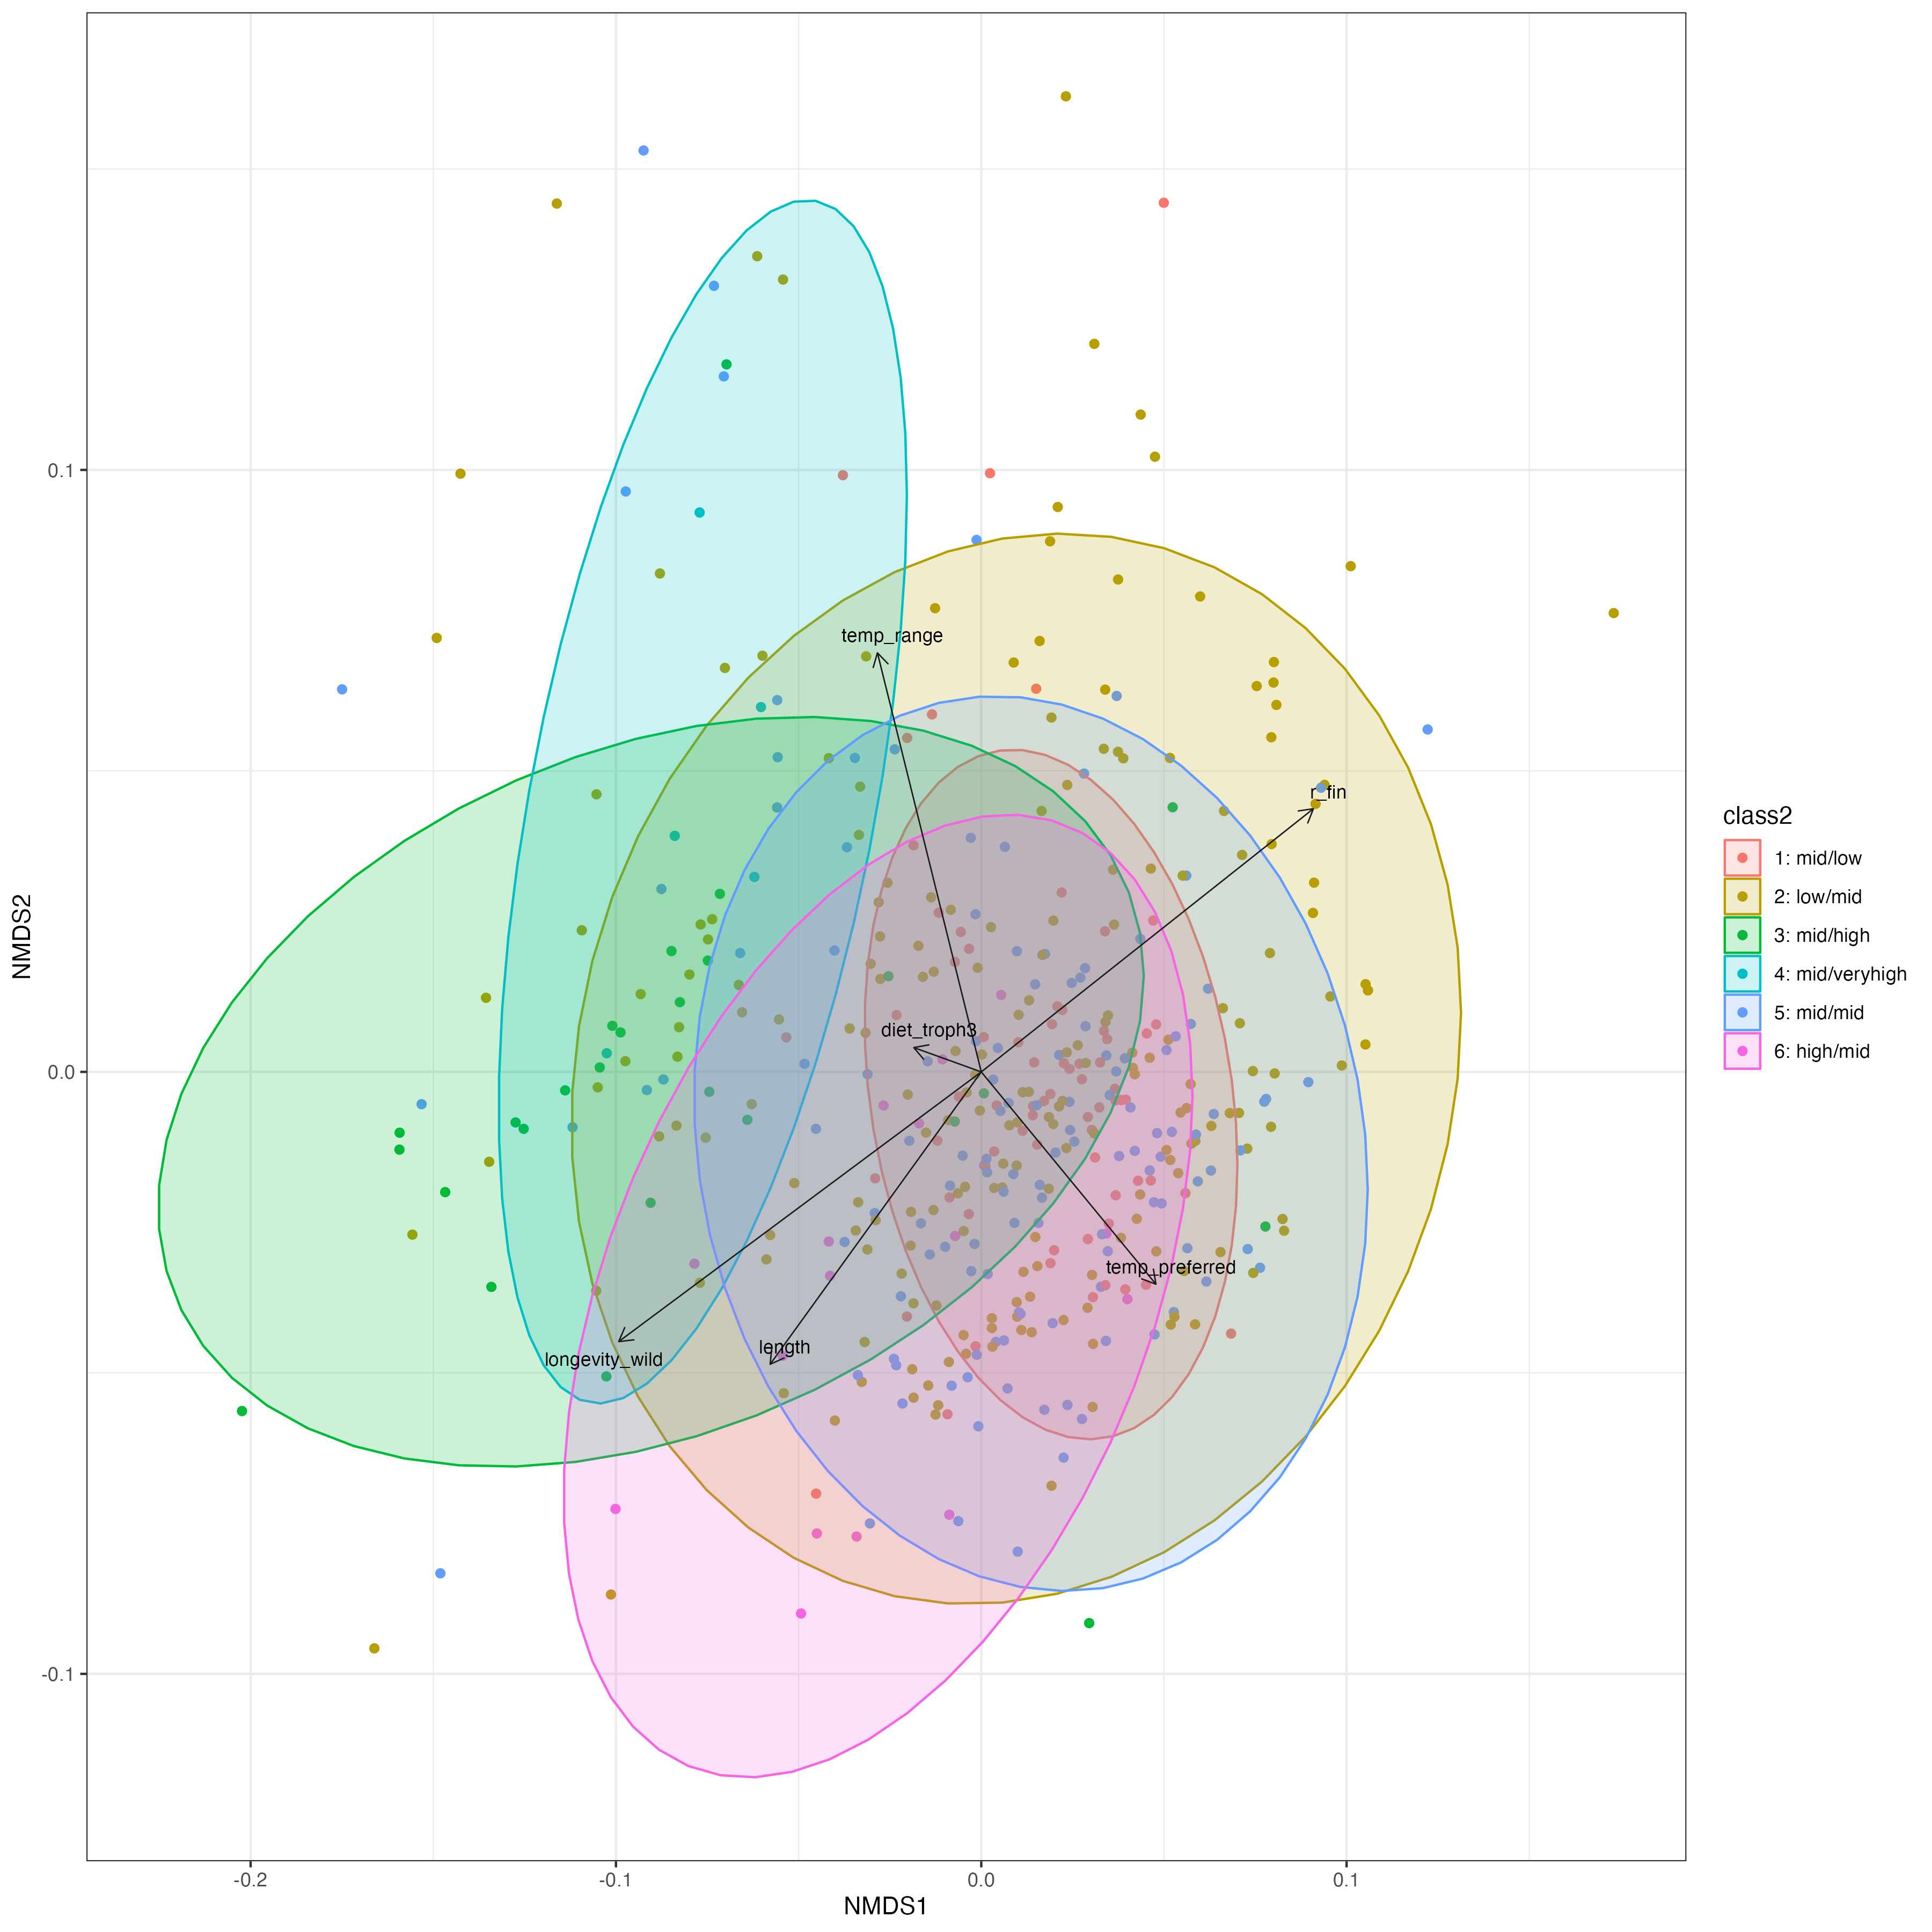 temp_range
r_fin
diet_troph3
temp_preferred
length
longevity_wild
0.1
0.0
-0.1
NMDS2
-0.2
-0.1
0.0
0.1
NMDS1
class2
1: mid/low
2: low/mid
3: mid/high
4: mid/veryhigh
5: mid/mid
6: high/mid